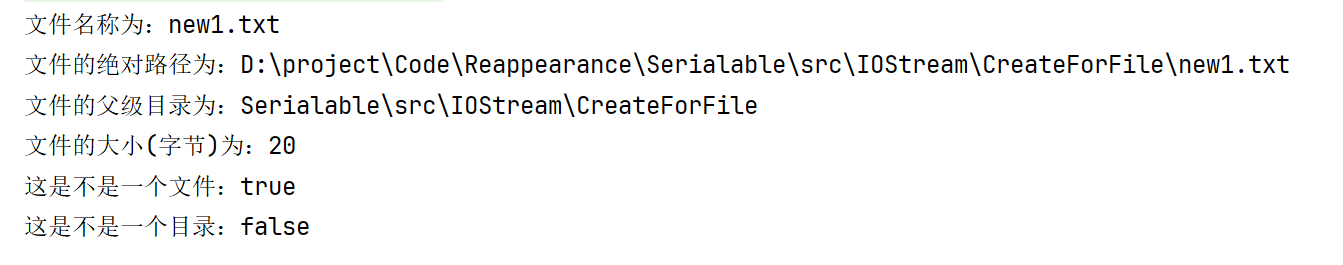 文件名称为：new1.txt
文件的绝对路径为：D:\project\Code\Reappearance\Serialable\src\IOStream\CreateForFile\new1.txt
文件的父级目录为：Serialable\src\IOStream\CreateForFile
文件的大小(字节)为：20
这是不是一个文件：true
这是不是一个目录：false